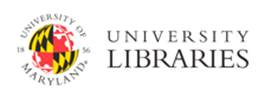 UNIVERSITY OF
18 56
MARYLAND
UNIVERSITY
LIBRARIES